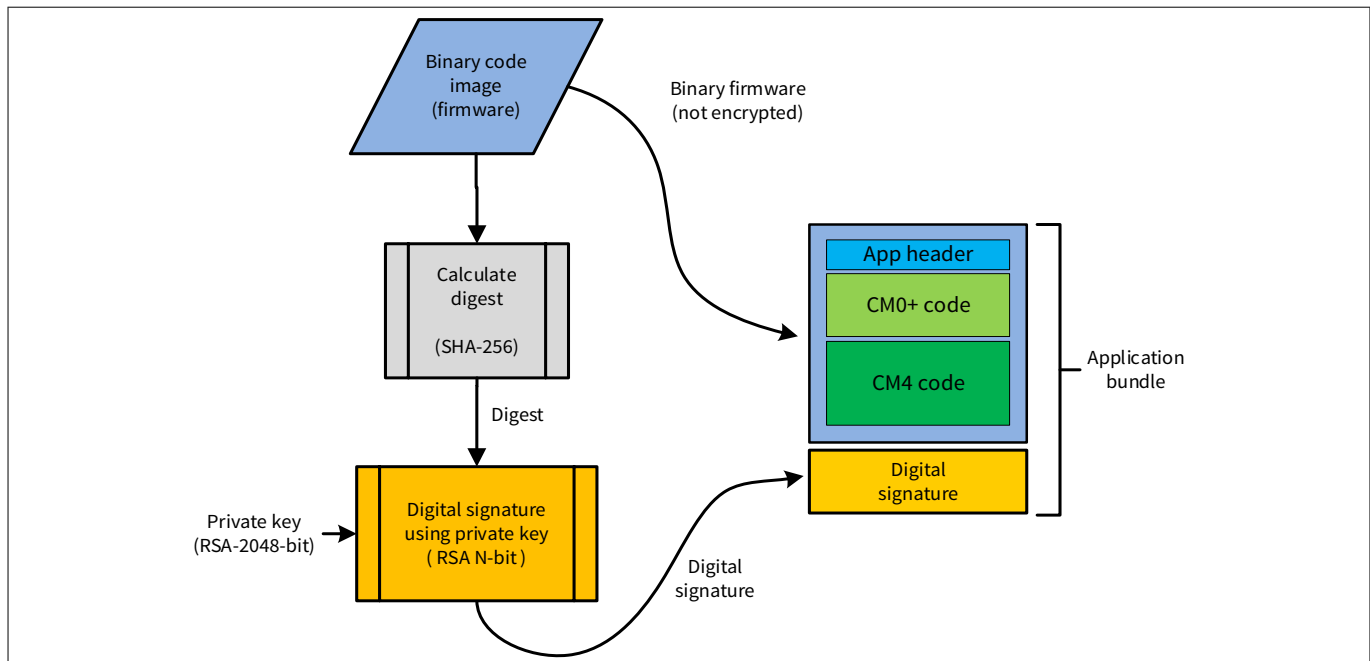 Binary code
image
(firmware)
Binary firmware
(not encrypted)
Calculate
digest
(SHA-256)
Digest
Private key
(RSA-2048-bit)
Digital signature
using private key
( RSA N-bit )
Digital
signature
App header
CM0+ code
CM4 code
Digital
signature
Application
bundle